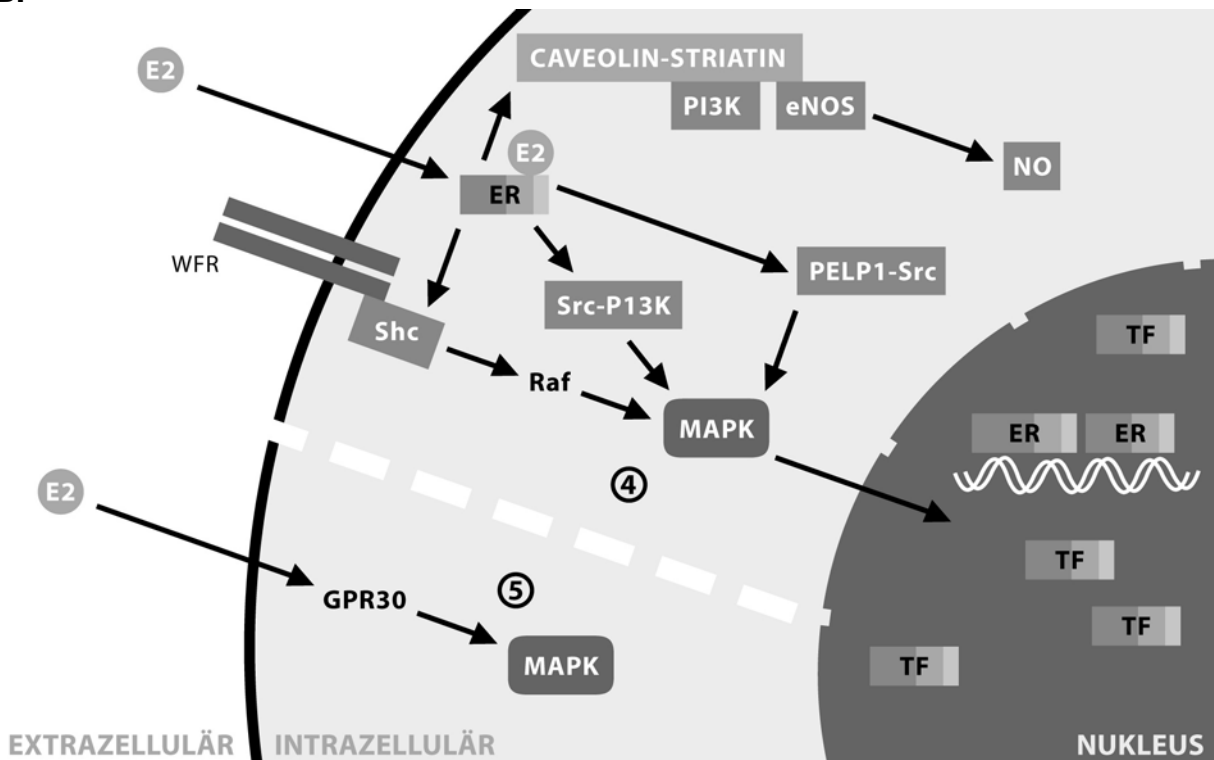 E2
CAVEOLIN-STRIATIN
PI3K
eNOS
NO
E2
ER
WFR
PELP1-Src
Src-P13K
Shc
Raf
MAPK
TF
ER
ER
④
E2
TF
GPR30
⑤
MAPK
TF
TF
EXTRAZELLULÄR
INTRAZELLULÄR
NUKLEUS